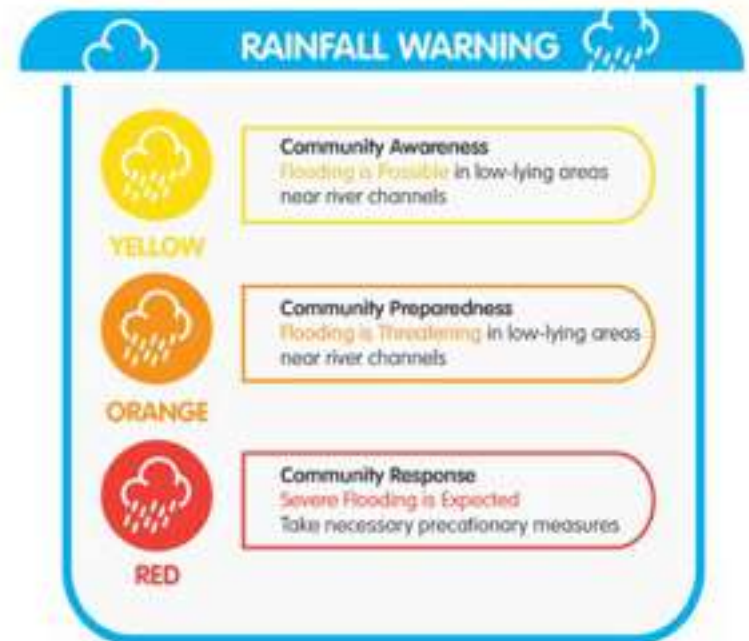 RAINFALL WARNING
Community Awareness
Flooding is Possible in low-lying areas
near river channels
YELLOW
Community Preparedness
Flooding is Threatening in low-lying areas
near river channels
ORANGE
Community Response
Severe Flooding is Expected
Take necessary precationary measures
RED